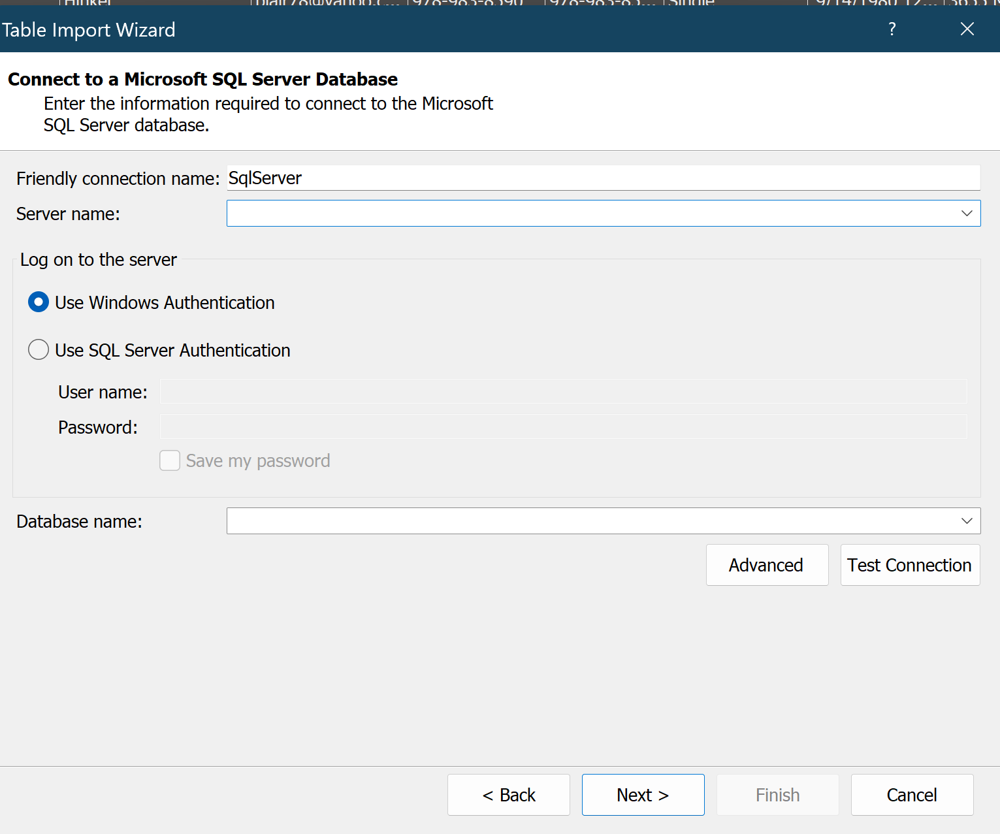 Table Import Wizard ?
Connect to a Microsoft SQL Server Database
Enter the information required to connect to the Microsoft
SQL Server database.
Friendly connection name: SqlServer
Server name:
Log on to the server
Use Windows Authentication
Use SQL Server Authentication
User name:
Password:
Save my password
Database name:
Advanced Test Connection
< Back Next > Finish Cancel